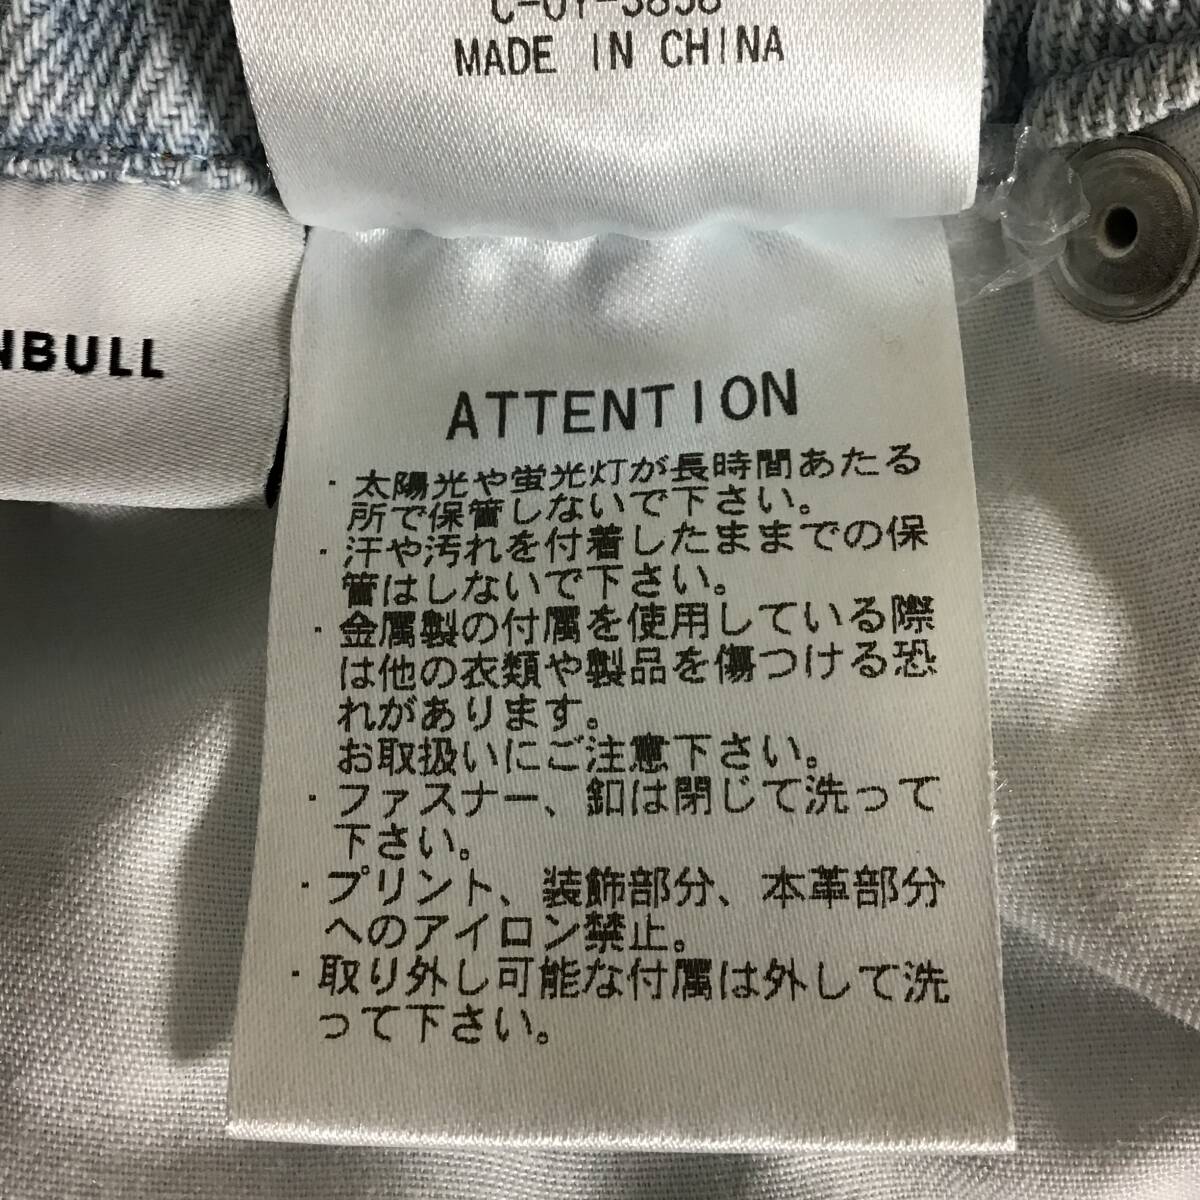 MADE IN CHINA
NBULL
ATTENTION
・太陽光や蛍光灯が長時間あたる
所で保管しないで下さい。
・汗や汚れを付着したままでの保
管はしないで下さい。
・金属製の付属を使用している際
は他の衣類や製品を傷つける恐
れがあります。
お取扱いにご注意下さい。
・ファスナー、釦は閉じて洗って
下さい。
・プリント、装飾部分、本革部分
へのアイロン禁止。
・取り外し可能な付属は外して洗
って下さい。